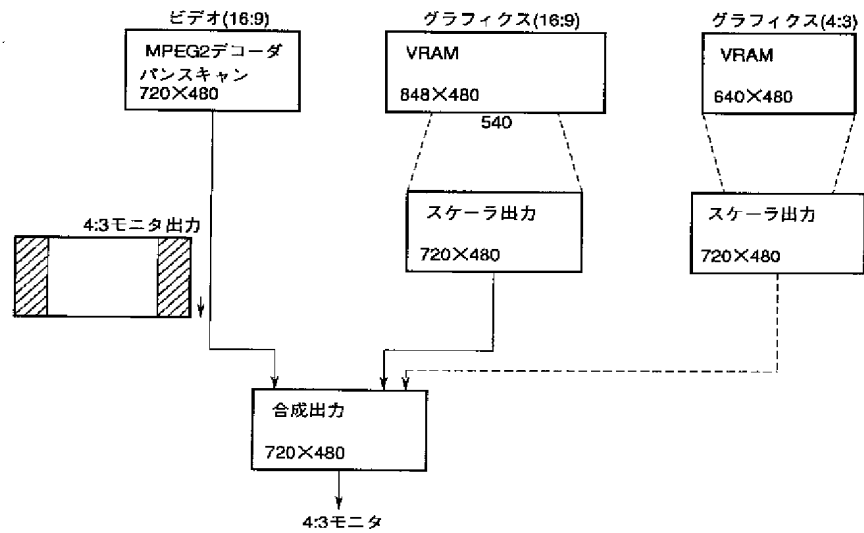 ビデオ(16:9)
MPEG2デコーダ
パンスキャン
720×480
グラフィクス(16:9)
VRAM
848×480
540
グラフィクス(4:3)
VRAM
640×480
スケーラ出力
720×480
スケーラ出力
720×480
4:3モニタ出力
合成出力
720×480
4:3モニタ